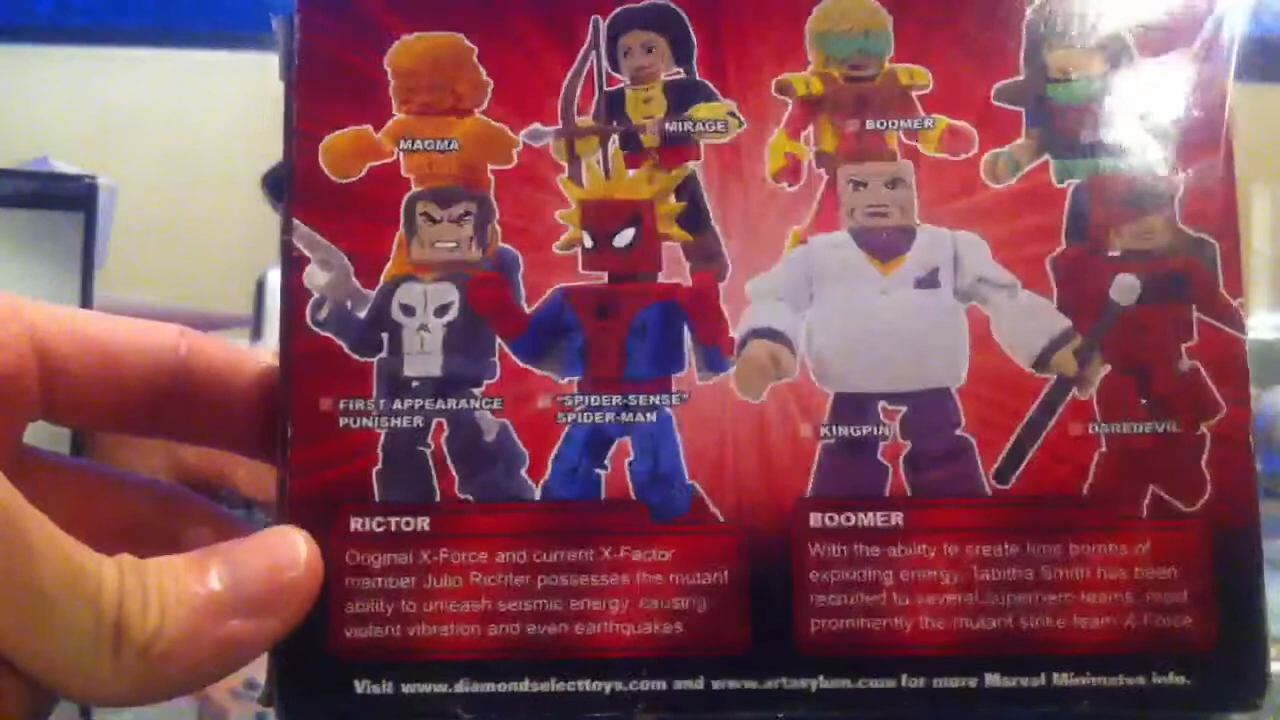 MAGMA
MIRAGE
BOOMER
FIRST APPEARANCE
PUNISHER
"SPIDER-SENSE"
SPIDER-MAN
KINGPIN
DAREDEVIL
RICTOR
Original X-Force and current X-Factor
member Julio Richter possesses the mutant
ability to unleash seismic energy, causing
violent vibration and even earthquakes.
BOOMER
With the ability to create time bombs of
exploding energy, Tabitha Smith has been
recruited to several superhero teams, most
prominently the mutant strike team X-Force.
Visit www.diamondselecttoys.com and www.artasylum.com for more Marvel Minimates info.